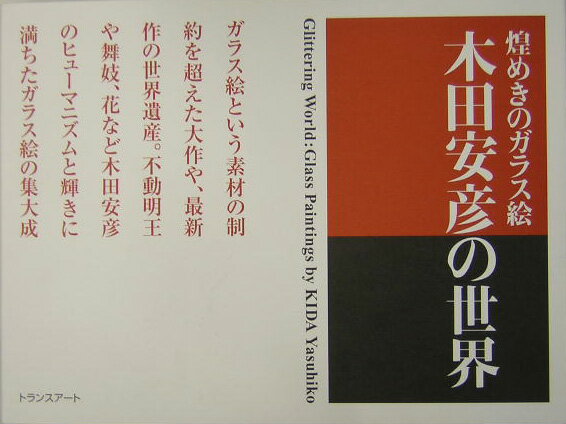 煌めきのガラス絵
木田安彦の世界
Glittering World: Glass Paintings by KIDA Yasuhiko
ガラス絵という素材の制
約を超えた大作や、最新
作の世界遺産。不動明王
や舞妓、花など木田安彦
のヒューマニズムと輝きに
満ちたガラス絵の集大成
トランスアート